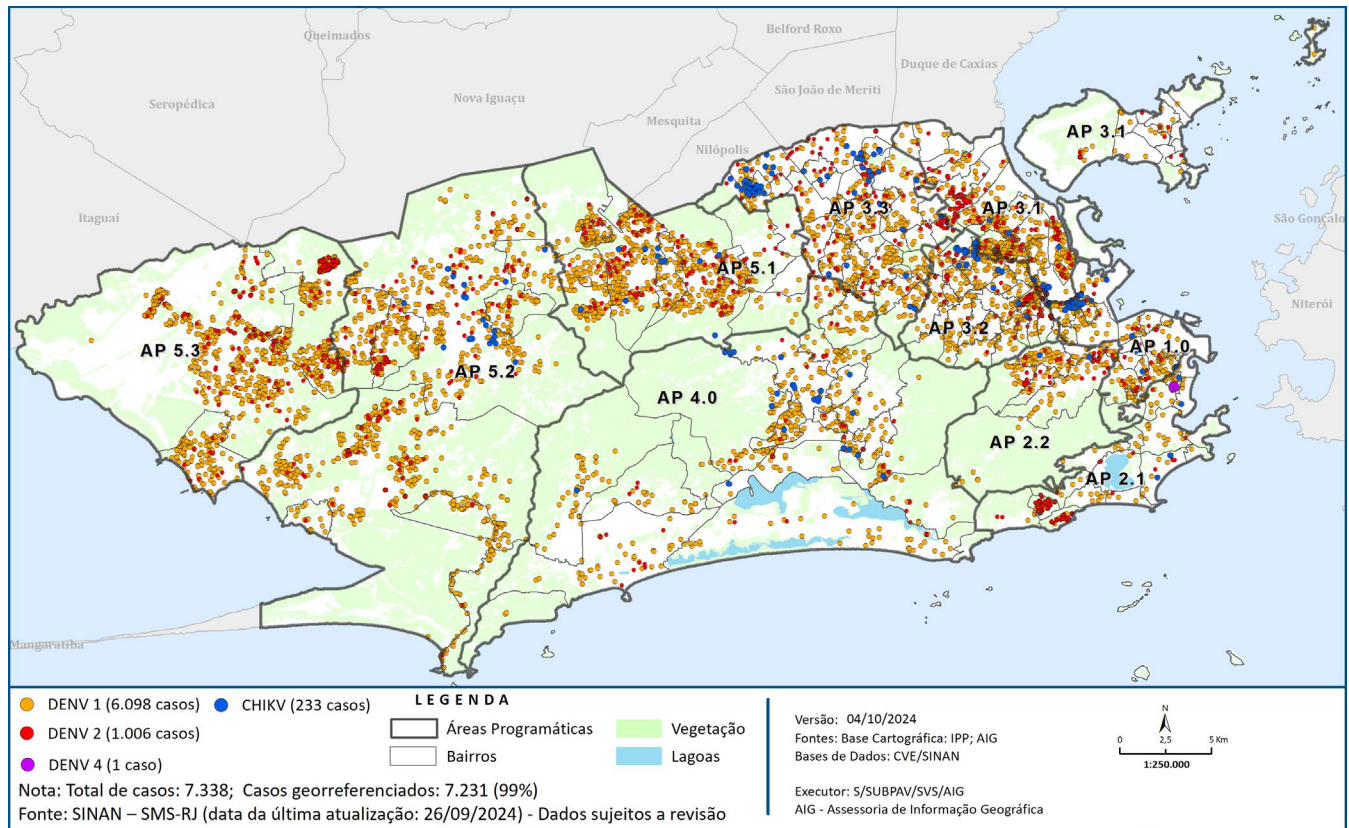 Queimados
Belford Roxo
Duque de Caxias
Seropédica
Nova Iguaçu
São João de Meriti
Mesquita
Nilópolis
AP 3.1
Itaguaí
AP 3.3
AP 3.1
São Gonçalo
AP 5.1
Niterói
AP 3.2
AP 5.3
AP 1.0
AP 5.2
AP 4.0
AP 2.2
AP 2.1
Mangaratiba
LEGENDA
DENV 1 (6.098 casos)
CHIKV (233 casos)
DENV 2 (1.006 casos)
DENV 4 (1 caso)
Áreas Programáticas
Vegetação
Bairros
Lagoas
Nota: Total de casos: 7.338; Casos georreferenciados: 7.231 (99%)
Fonte: SINAN – SMS-RJ (data da última atualização: 26/09/2024) - Dados sujeitos a revisão
Versão: 04/10/2024
Fontes: Base Cartográfica: IPP; AIG
Bases de Dados: CVE/SINAN
Executor: S/SUBPAV/SVS/AIG
AIG - Assessoria de Informação Geográfica
N
0 2,5 5 Km
1:250.000